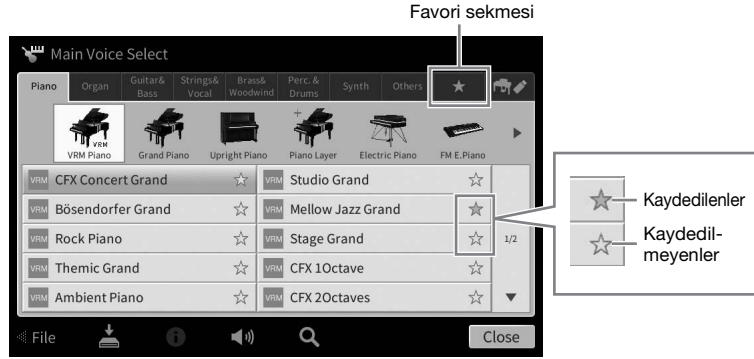 Favori sekmesi
Main Voice Select
Piano
Organ
Guitar&
Bass
Strings&
Vocal
Brass&
Woodwind
Perc. &
Drums
Synth
Others
VRM
VRM Piano
Grand Piano
Upright Piano
Piano Layer
Electric Piano
FM E.Piano
VRM CFX Concert Grand
VRM Studio Grand
VRM Bösendorfer Grand
VRM Mellow Jazz Grand
VRM Rock Piano
VRM Stage Grand
1/2
VRM Themic Grand
VRM CFX 1Octave
VRM Ambient Piano
VRM CFX 2Octaves
File
Close
Kaydedilenler
Kaydedil-
meyenler